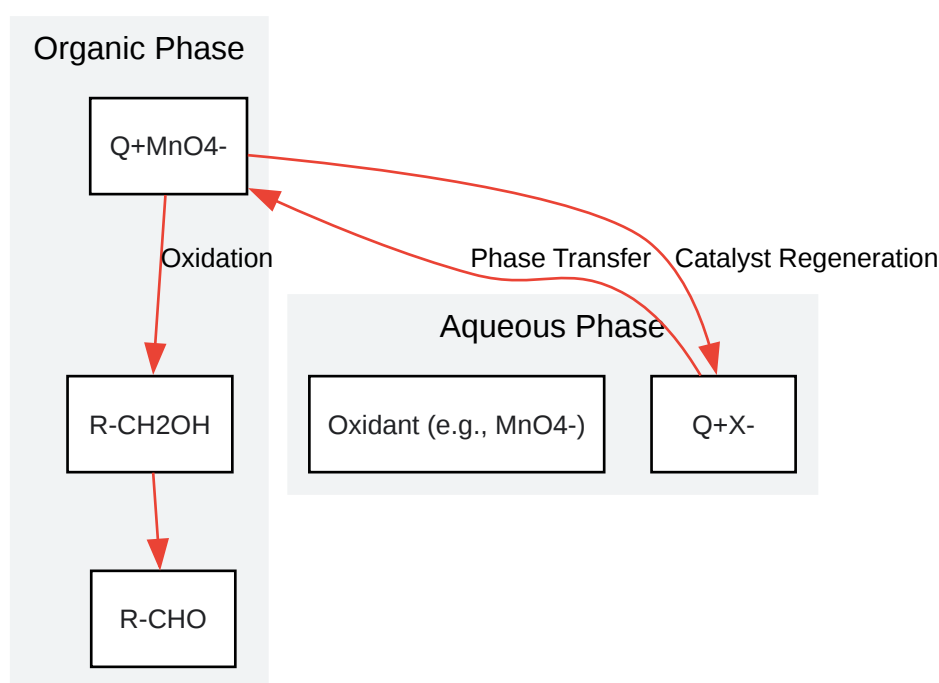 Organic Phase
Q+MnO4-
Oxidation
Phase Transfer
Catalyst Regeneration
Aqueous Phase
R-CH2OH
Oxidant (e.g., MnO4-)
Q+X-
R-CHO